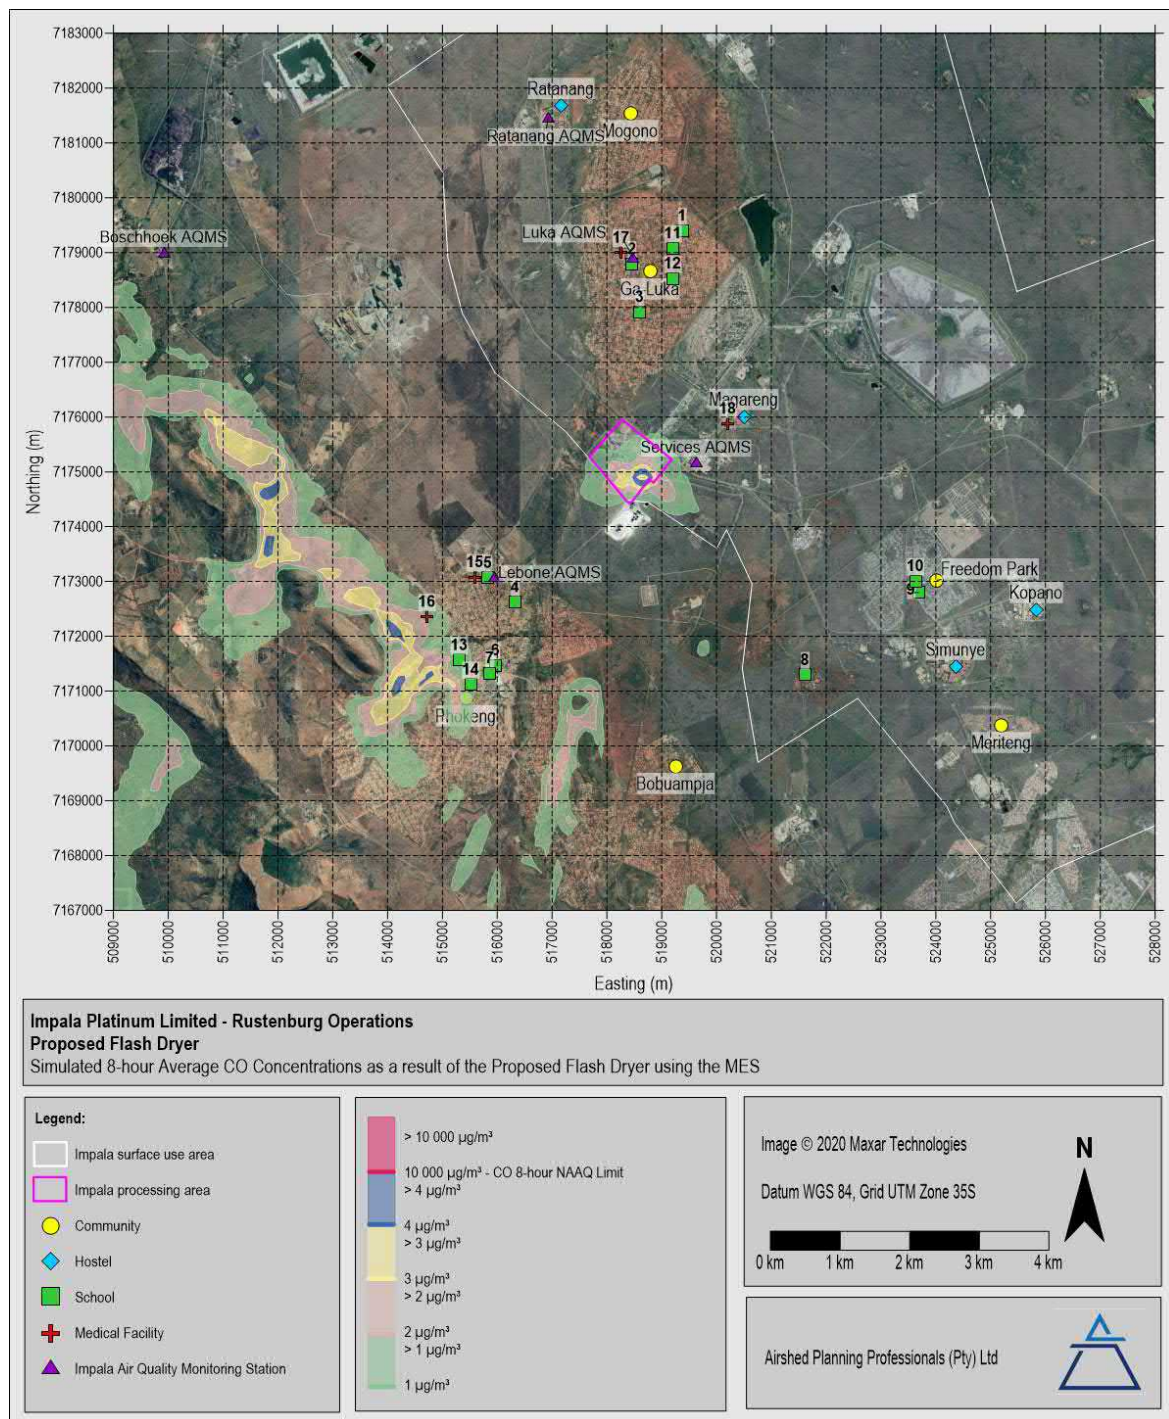 7183000
7182000
7181000
7180000
7179000
7178000
7177000
7176000
7175000
7174000
7173000
7172000
7171000
7170000
7169000
7168000
7167000
Northing (m)
Ratanang
Ratanang AQMS
Mogono
Boschhoek AQMS
Luka AQMS
17
2
1
11
12
Ga-Luka
3
Magareng
18
Services AQMS
155
Lebone AQMS
4
16
13
6
7
14
Phokeng
10
9
Freedom Park
Kopano
8
Simunye
Meriteng
Bobuampja
509000
510000
511000
512000
513000
514000
515000
516000
517000
518000
519000
520000
521000
522000
523000
524000
525000
526000
527000
528000
Easting (m)
Impala Platinum Limited - Rustenburg Operations
Proposed Flash Dryer
Simulated 8-hour Average CO Concentrations as a result of the Proposed Flash Dryer using the MES
Legend:
Impala surface use area
Impala processing area
Community
Hostel
School
Medical Facility
Impala Air Quality Monitoring Station
> 10 000 µg/m³
10 000 µg/m³ - CO 8-hour NAAQ Limit
> 4 µg/m³
4 µg/m³
> 3 µg/m³
3 µg/m³
> 2 µg/m³
2 µg/m³
> 1 µg/m³
1 µg/m³
Image © 2020 Maxar Technologies
N
Datum WGS 84, Grid UTM Zone 35S
0 km 1 km 2 km 3 km 4 km
Airshed Planning Professionals (Pty) Ltd